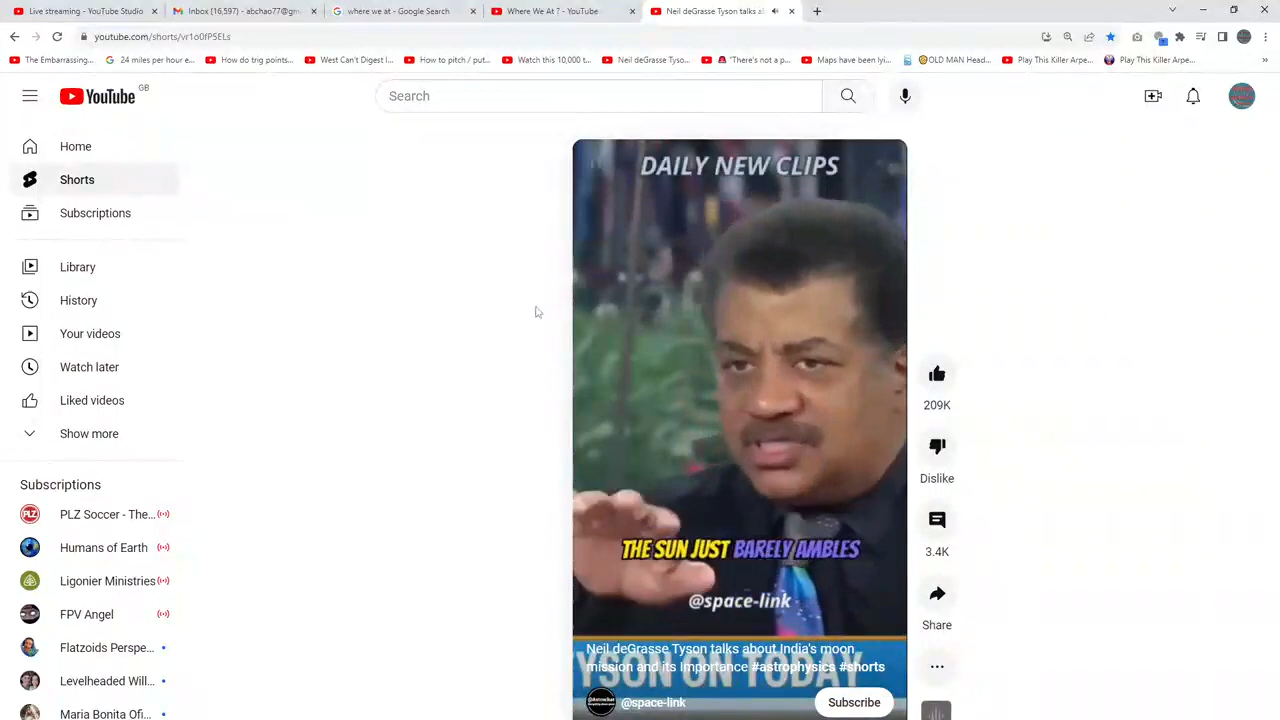 Live streaming - YouTube Studio
Inbox (16,597) - abchao77@gm
where we at - Google Search
Where We At ? - YouTube
Neil deGrasse Tyson talks a
youtube.com/shorts/vr1o0fP5ELs
The Embarrassing...
24 miles per hour e...
How do trig points...
West Can't Digest I...
How to pitch / put...
Watch this 10,000 t...
Neil deGrasse Tyso...
"There's not a p...
Maps have been lyi...
OLD MAN Head...
Play This Killer Arpe...
Play This Killer Arpe...
YouTube GB
Search
Home
Shorts
Subscriptions
Library
History
Your videos
Watch later
Liked videos
Show more
Subscriptions
PLZ Soccer - The...
Humans of Earth
Ligonier Ministries
FPV Angel
Flatzoids Perspe...
Levelheaded Will...
Maria Bonita Ofi...
DAILY NEW CLIPS
THE SUN JUST BARELY AMBLES
@space-link
TYSON ON TODAY
Neil deGrasse Tyson talks about India's moon
mission and its Importance #astrophysics #shorts
@space-link
Subscribe
209K
Dislike
3.4K
Share